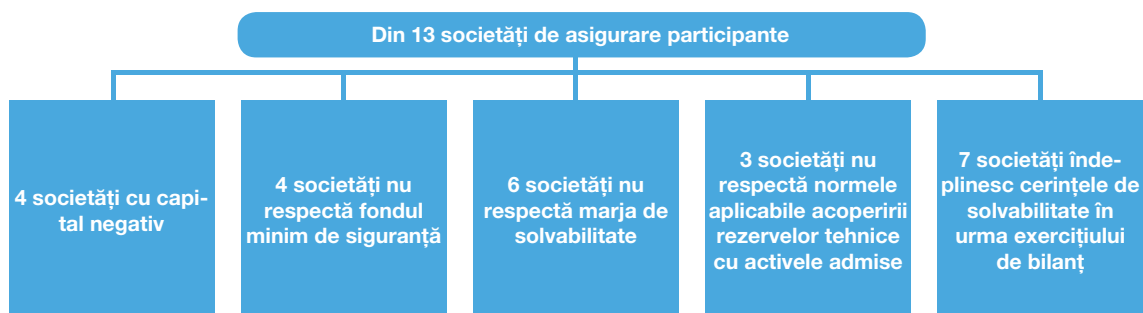 Din 13 societăți de asigurare participante
4 societăți cu capi-
tal negativ
4 societăți nu
respectă fondul
minim de siguranță
6 societăți nu
respectă marja de
solvabilitate
3 societăți nu
respectă normele
aplicabile acoperirii
rezervelor tehnice
cu activele admise
7 societăți înde-
plinesc cerințele de
solvabilitate în
urma exercițiului
de bilanț